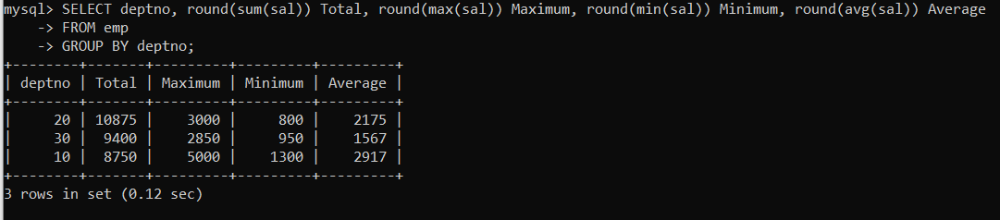 mysql> SELECT deptno, round(sum(sal)) Total, round(max(sal)) Maximum, round(min(sal)) Minimum, round(avg(sal)) Average
    -> FROM emp
    -> GROUP BY deptno;
+--------+-------+---------+---------+---------+
| deptno | Total | Maximum | Minimum | Average |
+--------+-------+---------+---------+---------+
|     20 | 10875 |    3000 |     800 |    2175 |
|     30 |  9400 |    2850 |     950 |    1567 |
|     10 |  8750 |    5000 |    1300 |    2917 |
+--------+-------+---------+---------+---------+
3 rows in set (0.12 sec)